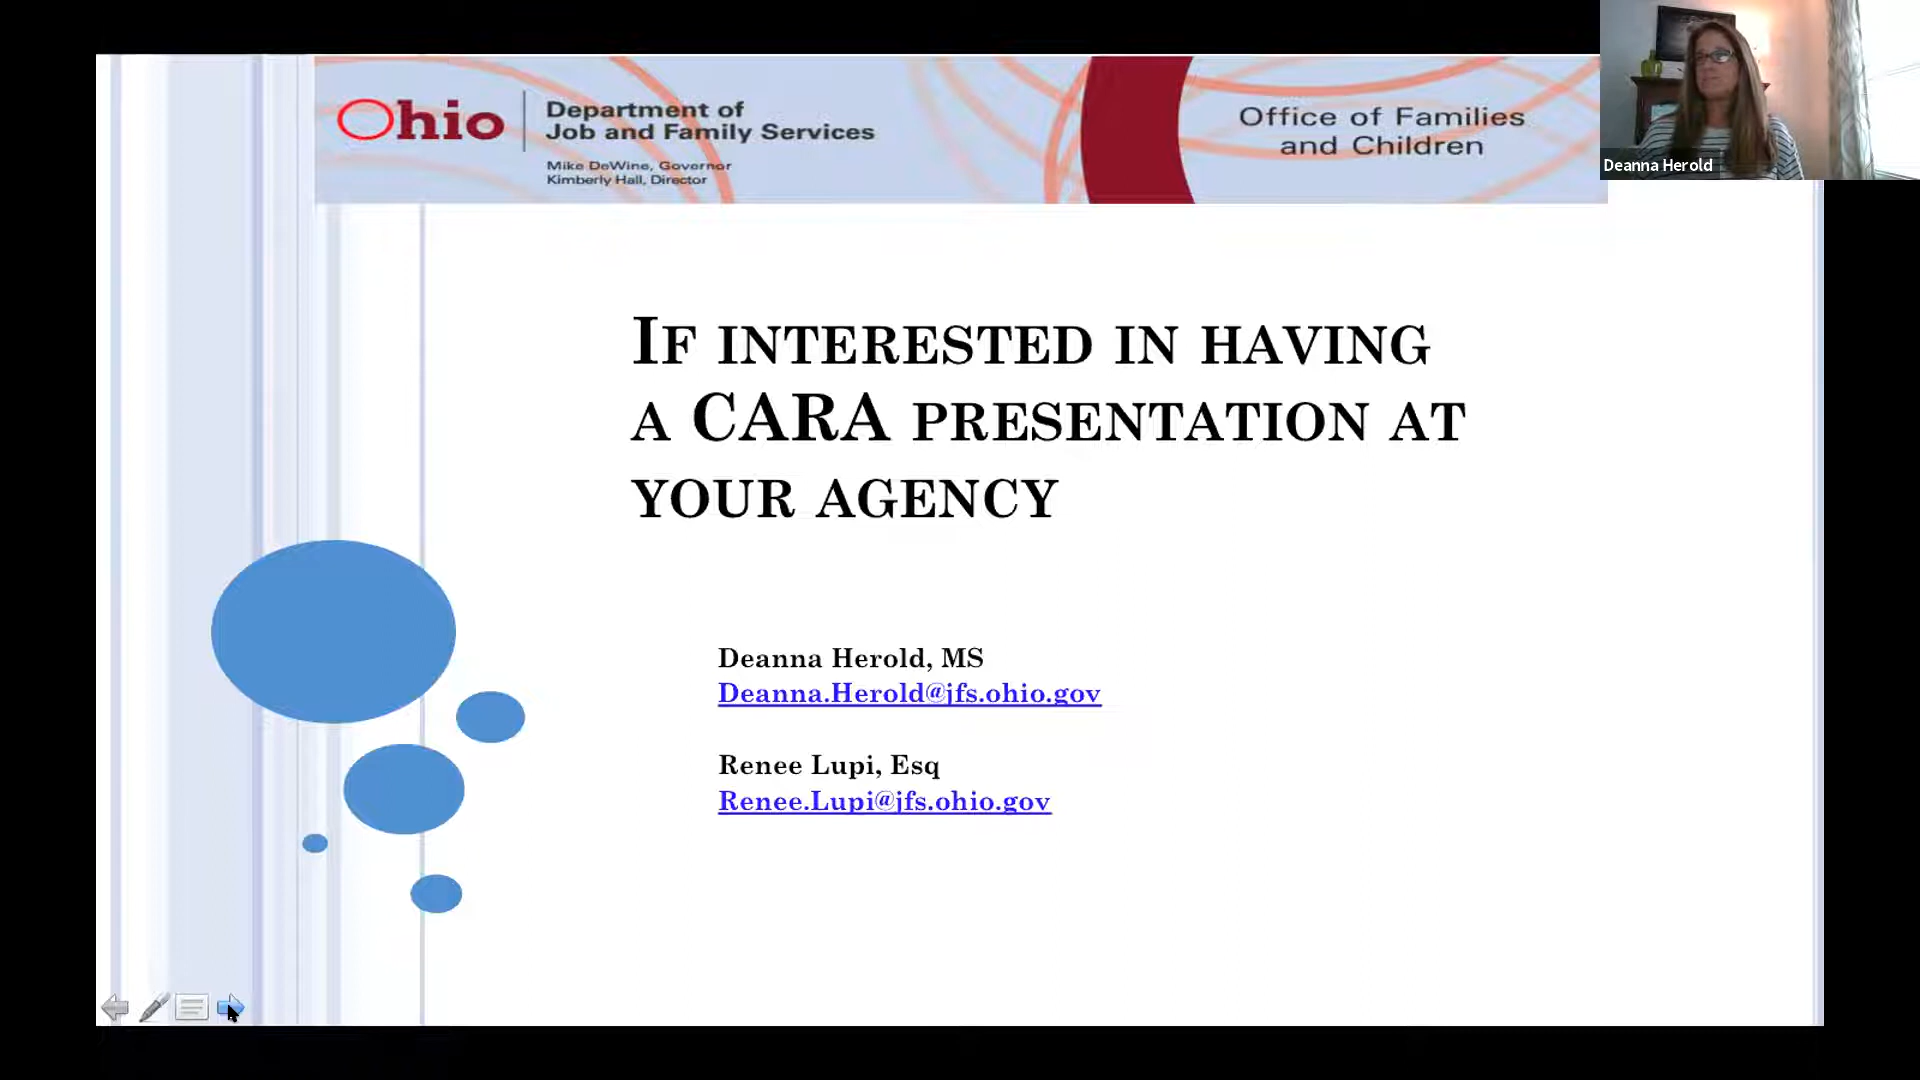 Ohio
Department of
Job and Family Services
Mike DeWine, Governor
Kimberly Hall, Director
Office of Families
and Children
Deanna Herold
If interested in having
a CARA presentation at
your agency
Deanna Herold, MS
Deanna.Herold@jfs.ohio.gov
Renee Lupi, Esq
Renee.Lupi@jfs.ohio.gov